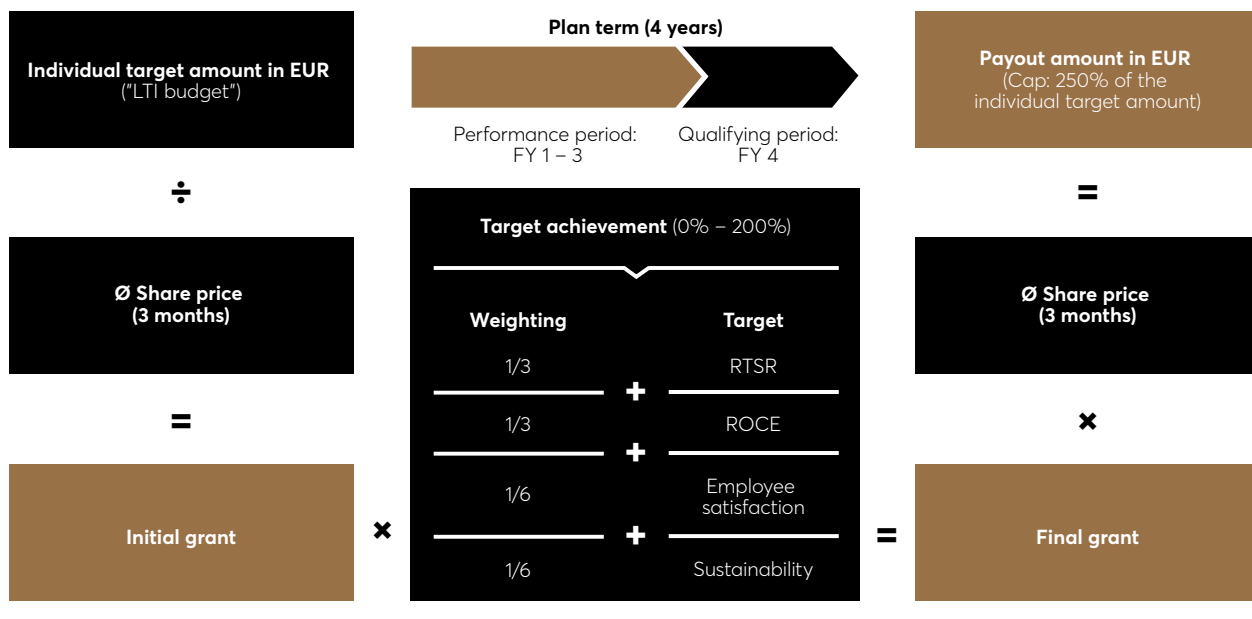 Individual target amount in EUR
("LTI budget")
÷
Ø Share price
(3 months)
=
Initial grant
×
Plan term (4 years)
Performance period:
FY 1 – 3
Qualifying period:
FY 4
Target achievement (0% – 200%)
Weighting
Target
1/3
RTSR
+
1/3
ROCE
+
1/6
Employee
satisfaction
+
1/6
Sustainability
=
Payout amount in EUR
(Cap: 250% of the
individual target amount)
=
Ø Share price
(3 months)
×
Final grant